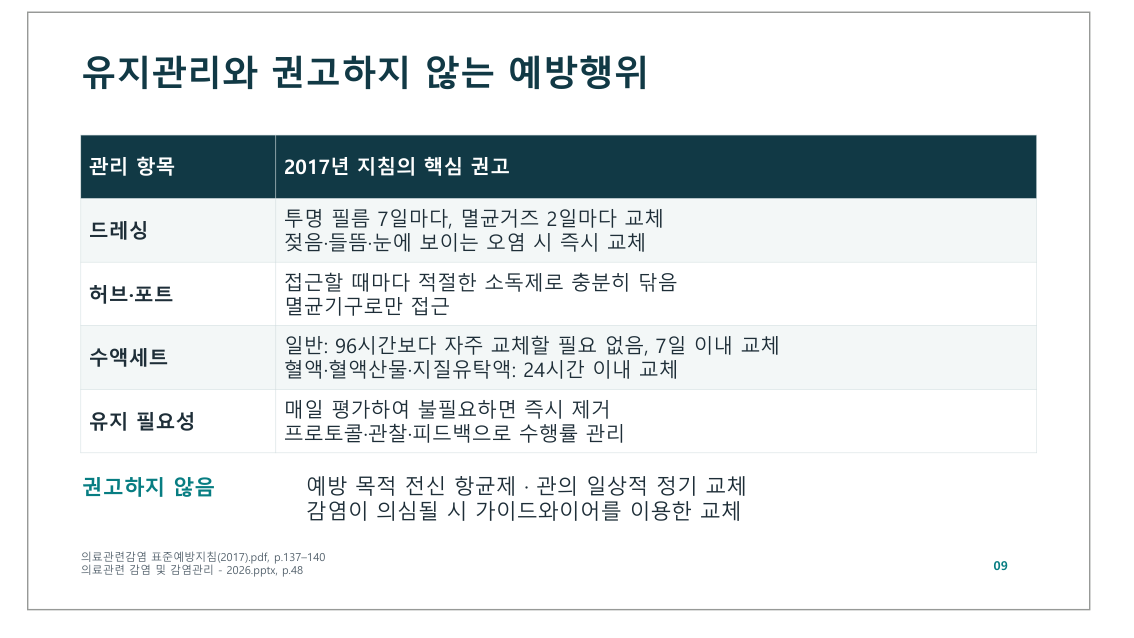 유지관리와 권고하지 않는 예방행위
관리 항목
2017년 지침의 핵심 권고
드레싱
투명 필름 7일마다, 멸균거즈 2일마다 교체
젖음·들뜸·눈에 보이는 오염 시 즉시 교체
허브·포트
접근할 때마다 적절한 소독제로 충분히 닦음
멸균기구로만 접근
수액세트
일반: 96시간보다 자주 교체할 필요 없음, 7일 이내 교체
혈액·혈액산물·지질유탁액: 24시간 이내 교체
유지 필요성
매일 평가하여 불필요하면 즉시 제거
프로토콜·관찰·피드백으로 수행률 관리
권고하지 않음
예방 목적 전신 항균제 · 관의 일상적 정기 교체
감염이 의심될 시 가이드와이어를 이용한 교체
의료관련감염 표준예방지침(2017).pdf, p.137–140
의료관련 감염 및 감염관리 - 2026.pptx, p.48
09